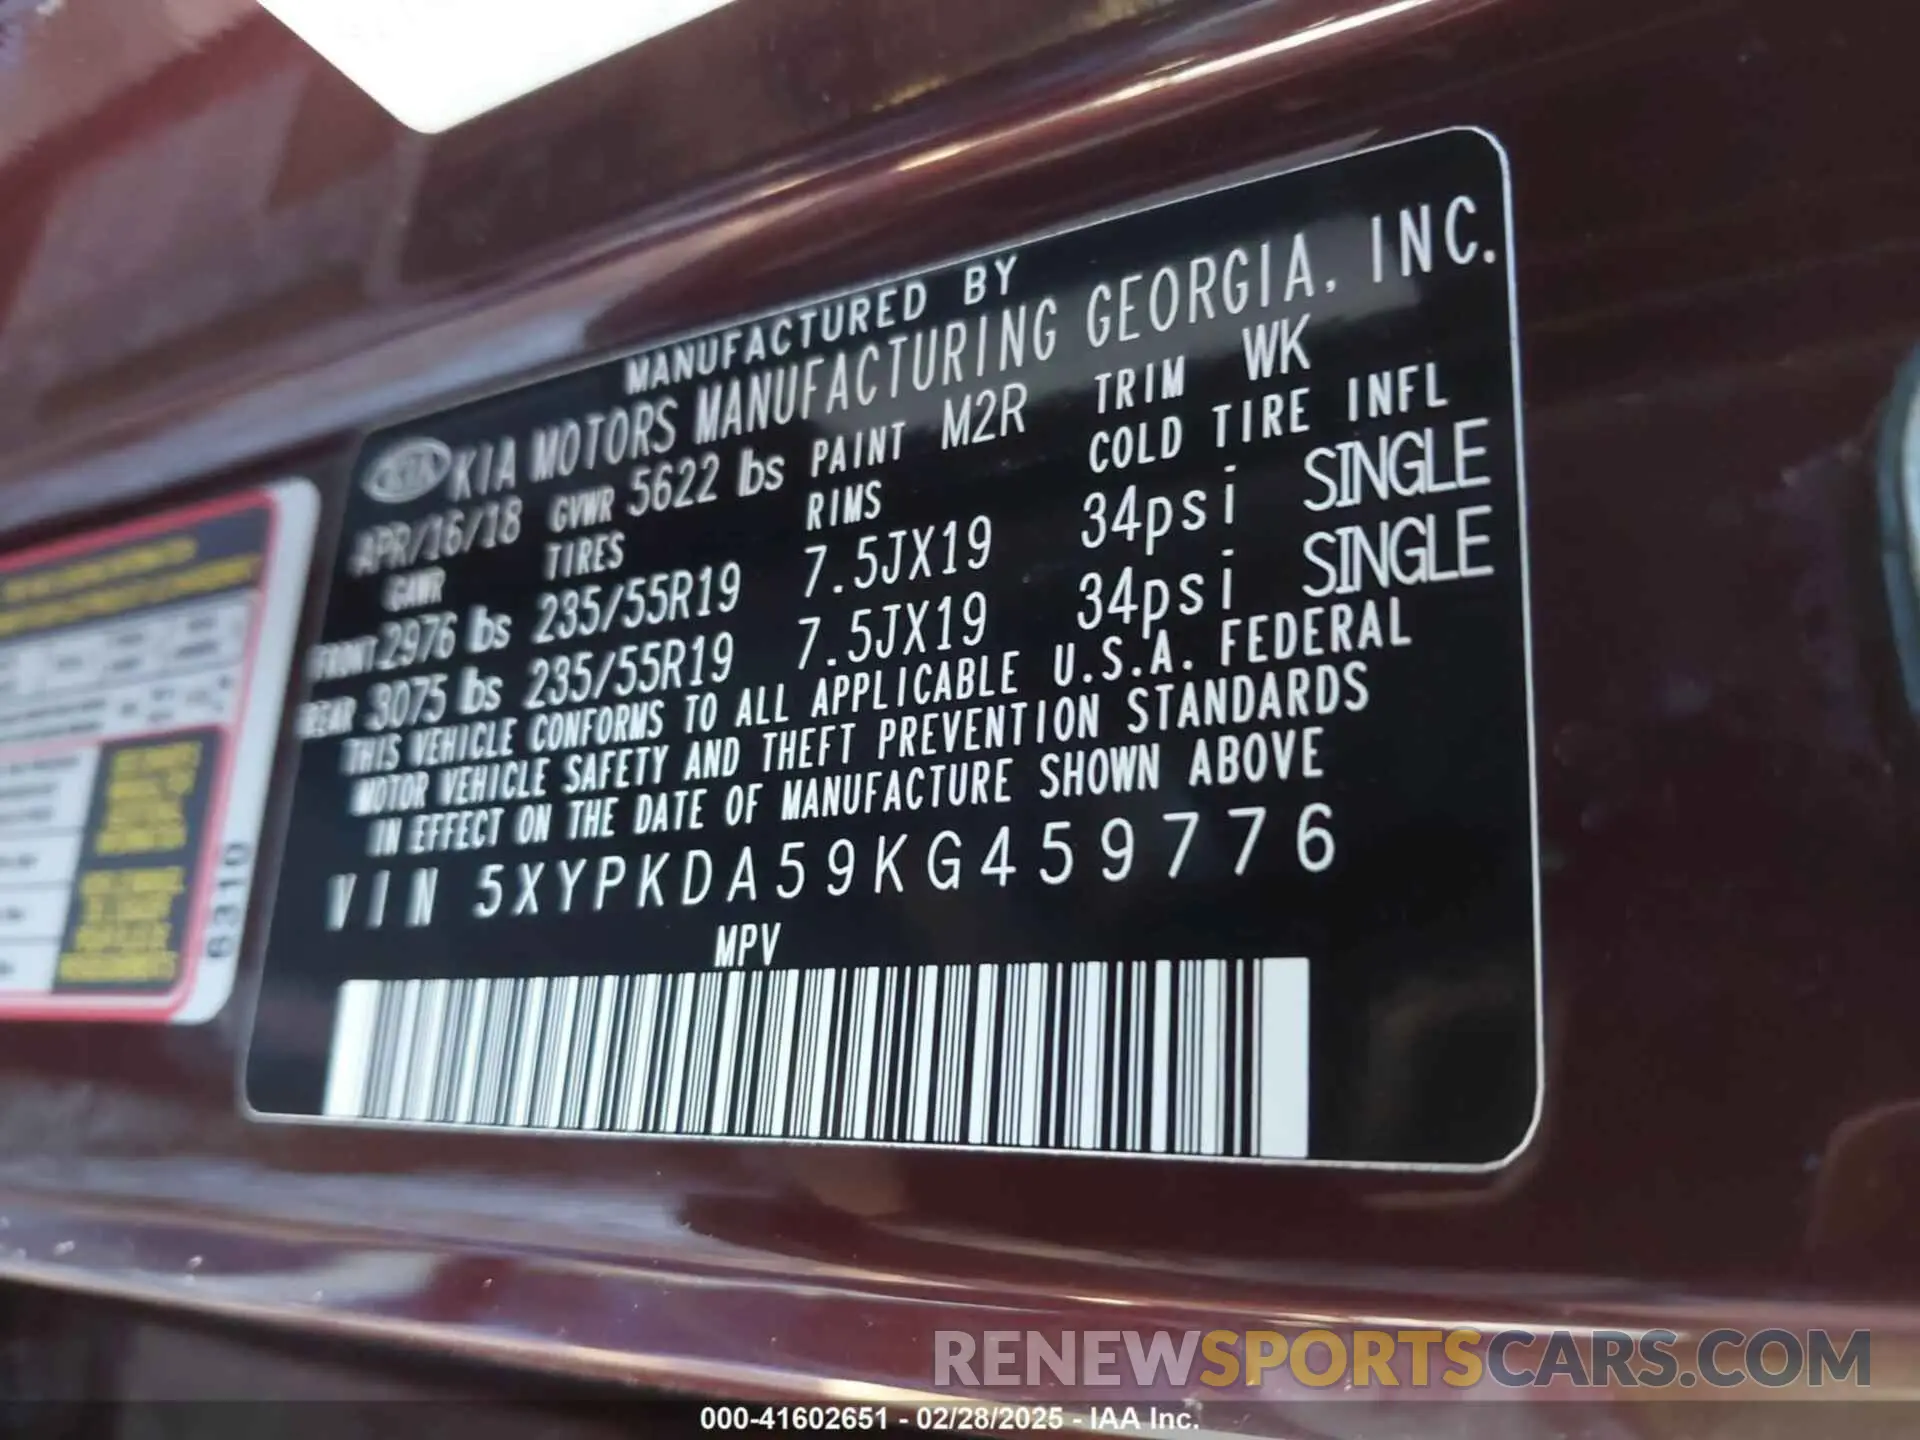 MANUFACTURED BY
KIA KIA MOTORS MANUFACTURING GEORGIA, INC.
APR/16/18 GVWR 5622 lbs PAINT M2R TRIM WK
GAWR TIRES RIMS COLD TIRE INFL
FRONT 2976 lbs 235/55R19 7.5JX19 34psi SINGLE
REAR 3075 lbs 235/55R19 7.5JX19 34psi SINGLE
THIS VEHICLE CONFORMS TO ALL APPLICABLE U.S.A. FEDERAL
MOTOR VEHICLE SAFETY AND THEFT PREVENTION STANDARDS
IN EFFECT ON THE DATE OF MANUFACTURE SHOWN ABOVE
VIN 5XYPKDA59KG459776
MPV
6310
RENEWSPORTSCARS.COM
000-41602651 - 02/28/2025 - IAA Inc.